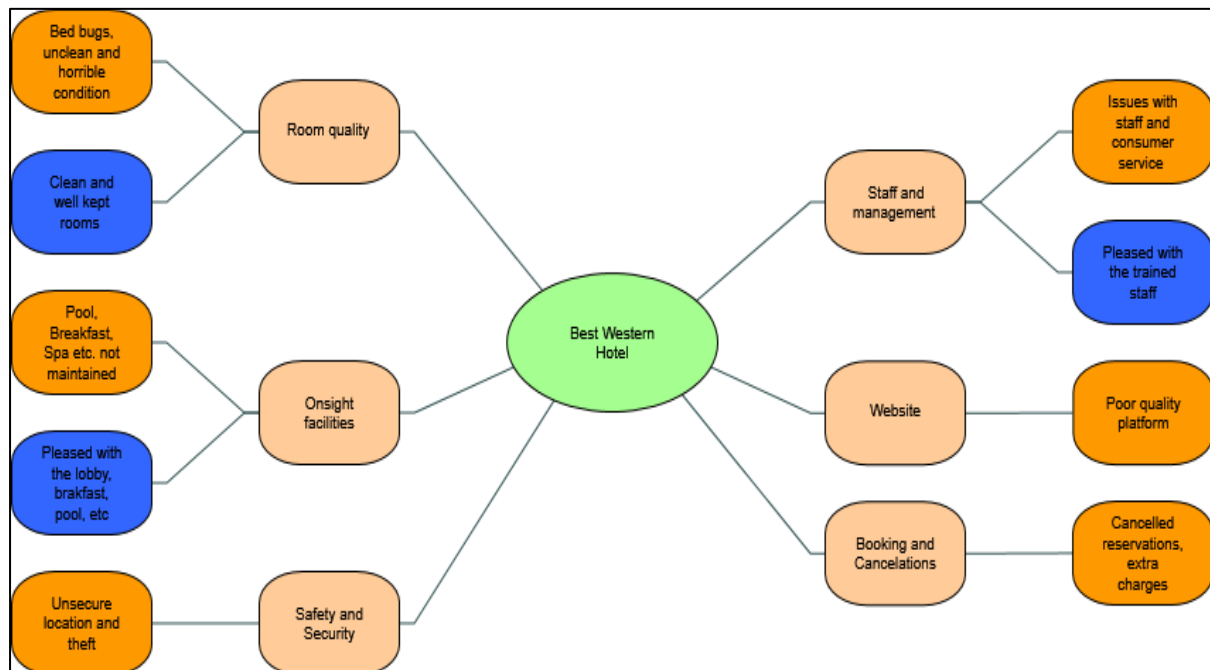 Bed bugs,
unclean and
horrible
condition
Room quality
Clean and
well kept
rooms
Pool,
Breakfast,
Spa etc. not
maintained
Onsight
facilities
Pleased with
the lobby,
brakfast,
pool, etc
Unsecure
location and
theft
Safety and
Security
Best Western
Hotel
Staff and
management
Issues with
staff and
consumer
service
Pleased with
the trained
staff
Website
Poor quality
platform
Booking and
Cancelations
Cancelled
reservations,
extra
charges